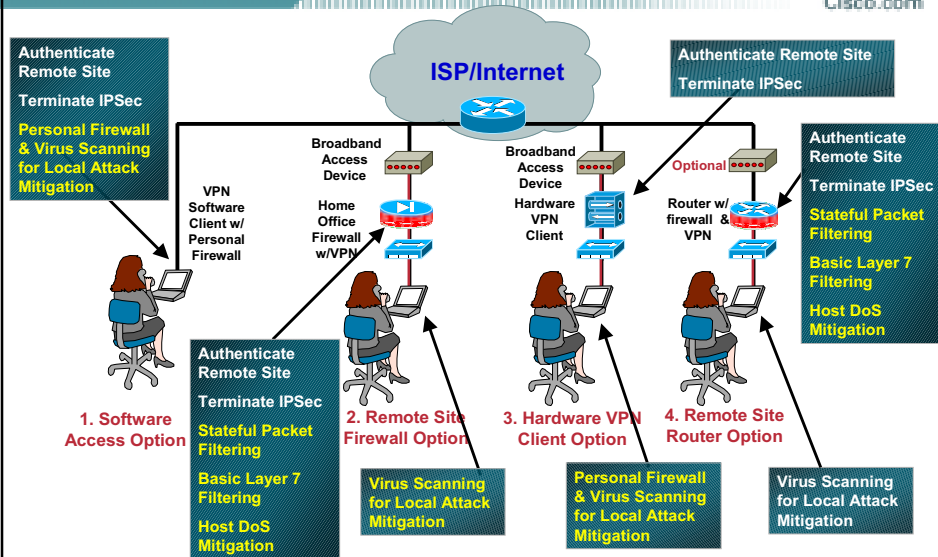 Cisco.com
Authenticate
Remote Site
Terminate IPSec
Personal Firewall
& Virus Scanning
for Local Attack
Mitigation
ISP/Internet
Authenticate Remote Site
Terminate IPSec
VPN
Software
Client w/
Personal
Firewall
Broadband
Access
Device
Home
Office
Firewall
w/VPN
Broadband
Access
Device
Hardware
VPN
Client
Optional
Router w/
firewall &
VPN
Authenticate
Remote Site
Terminate IPSec
Stateful Packet
Filtering
Basic Layer 7
Filtering
Host DoS
Mitigation
1. Software
Access Option
Authenticate
Remote Site
Terminate IPSec
Stateful Packet
Filtering
Basic Layer 7
Filtering
Host DoS
Mitigation
2. Remote Site
Firewall Option
3. Hardware VPN
Client Option
4. Remote Site
Router Option
Virus Scanning
for Local Attack
Mitigation
Personal Firewall
& Virus Scanning
for Local Attack
Mitigation
Virus Scanning
for Local Attack
Mitigation